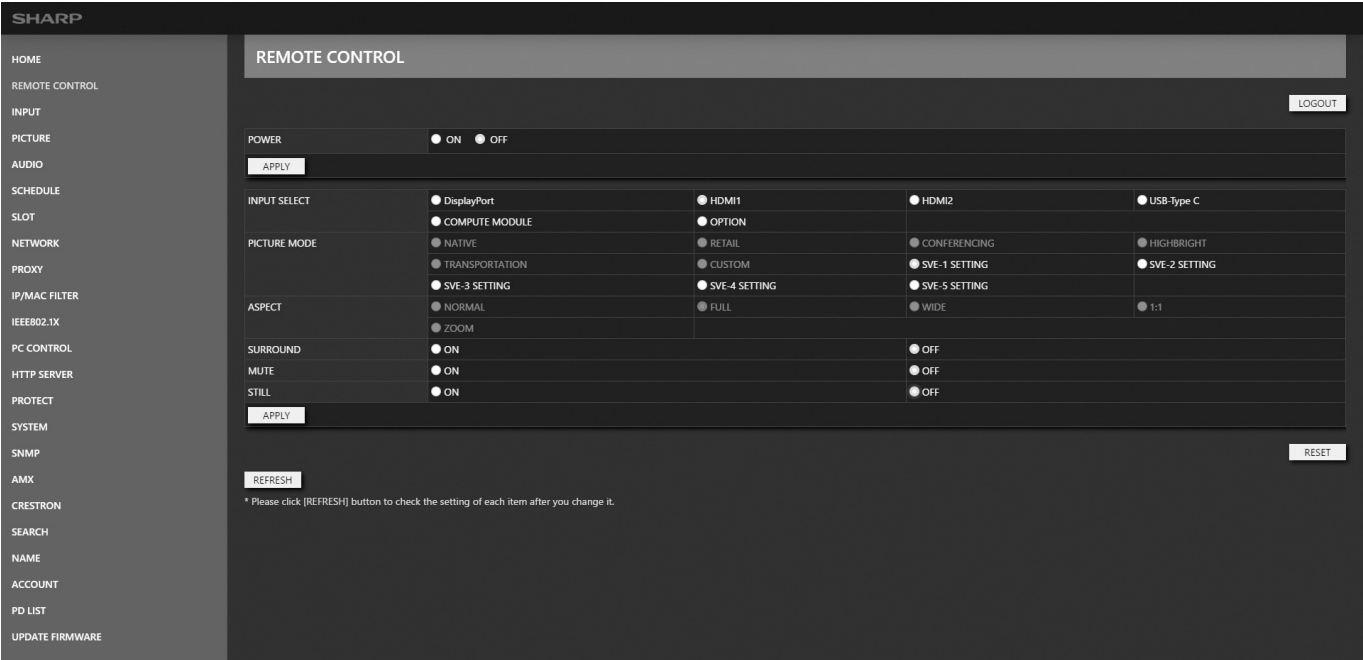 SHARP
HOME
REMOTE CONTROL
INPUT
PICTURE
AUDIO
SCHEDULE
SLOT
NETWORK
PROXY
IP/MAC FILTER
IEEE802.1X
PC CONTROL
HTTP SERVER
PROTECT
SYSTEM
SNMP
AMX
CRESTRON
SEARCH
NAME
ACCOUNT
PD LIST
UPDATE FIRMWARE
REMOTE CONTROL
LOGOUT
POWER ON OFF
APPLY
INPUT SELECT DisplayPort HDMI1 HDMI2 USB-Type C
COMPUTE MODULE OPTION
PICTURE MODE NATIVE RETAIL CONFERENCING HIGHBRIGHT
TRANSPORTATION CUSTOM SVE-1 SETTING SVE-2 SETTING
SVE-3 SETTING SVE-4 SETTING SVE-5 SETTING
ASPECT NORMAL FULL WIDE 1:1
ZOOM
SURROUND ON OFF
MUTE ON OFF
STILL ON OFF
APPLY
RESET
REFRESH
* Please click [REFRESH] button to check the setting of each item after you change it.